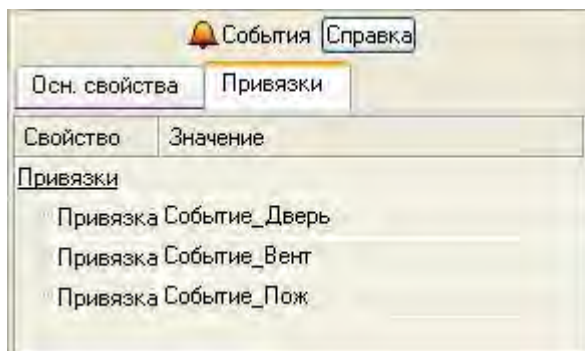 События Справка
Осн. свойства Привязки
Свойство Значение
Привязки
Привязка Событие_Дверь
Привязка Событие_Вент
Привязка Событие_Пож